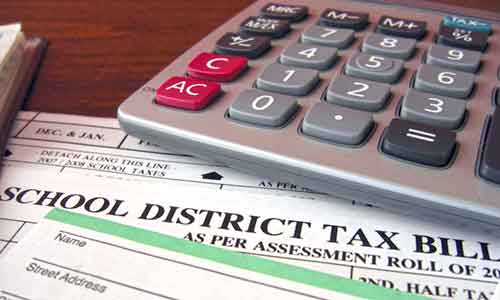 MRC M− M+ TAX−
%
+/− 7 8 9
C 4 5 6
AC 1 2 3
0 . =
DEC. & JAN.
DETACH ALONG THIS LINE
2007 / 2008 SCHOOL TAXES
AS PER
SCHOOL DISTRICT TAX BILL
AS PER ASSESSMENT ROLL OF 20
2ND. HALF TA
Name
Street Address